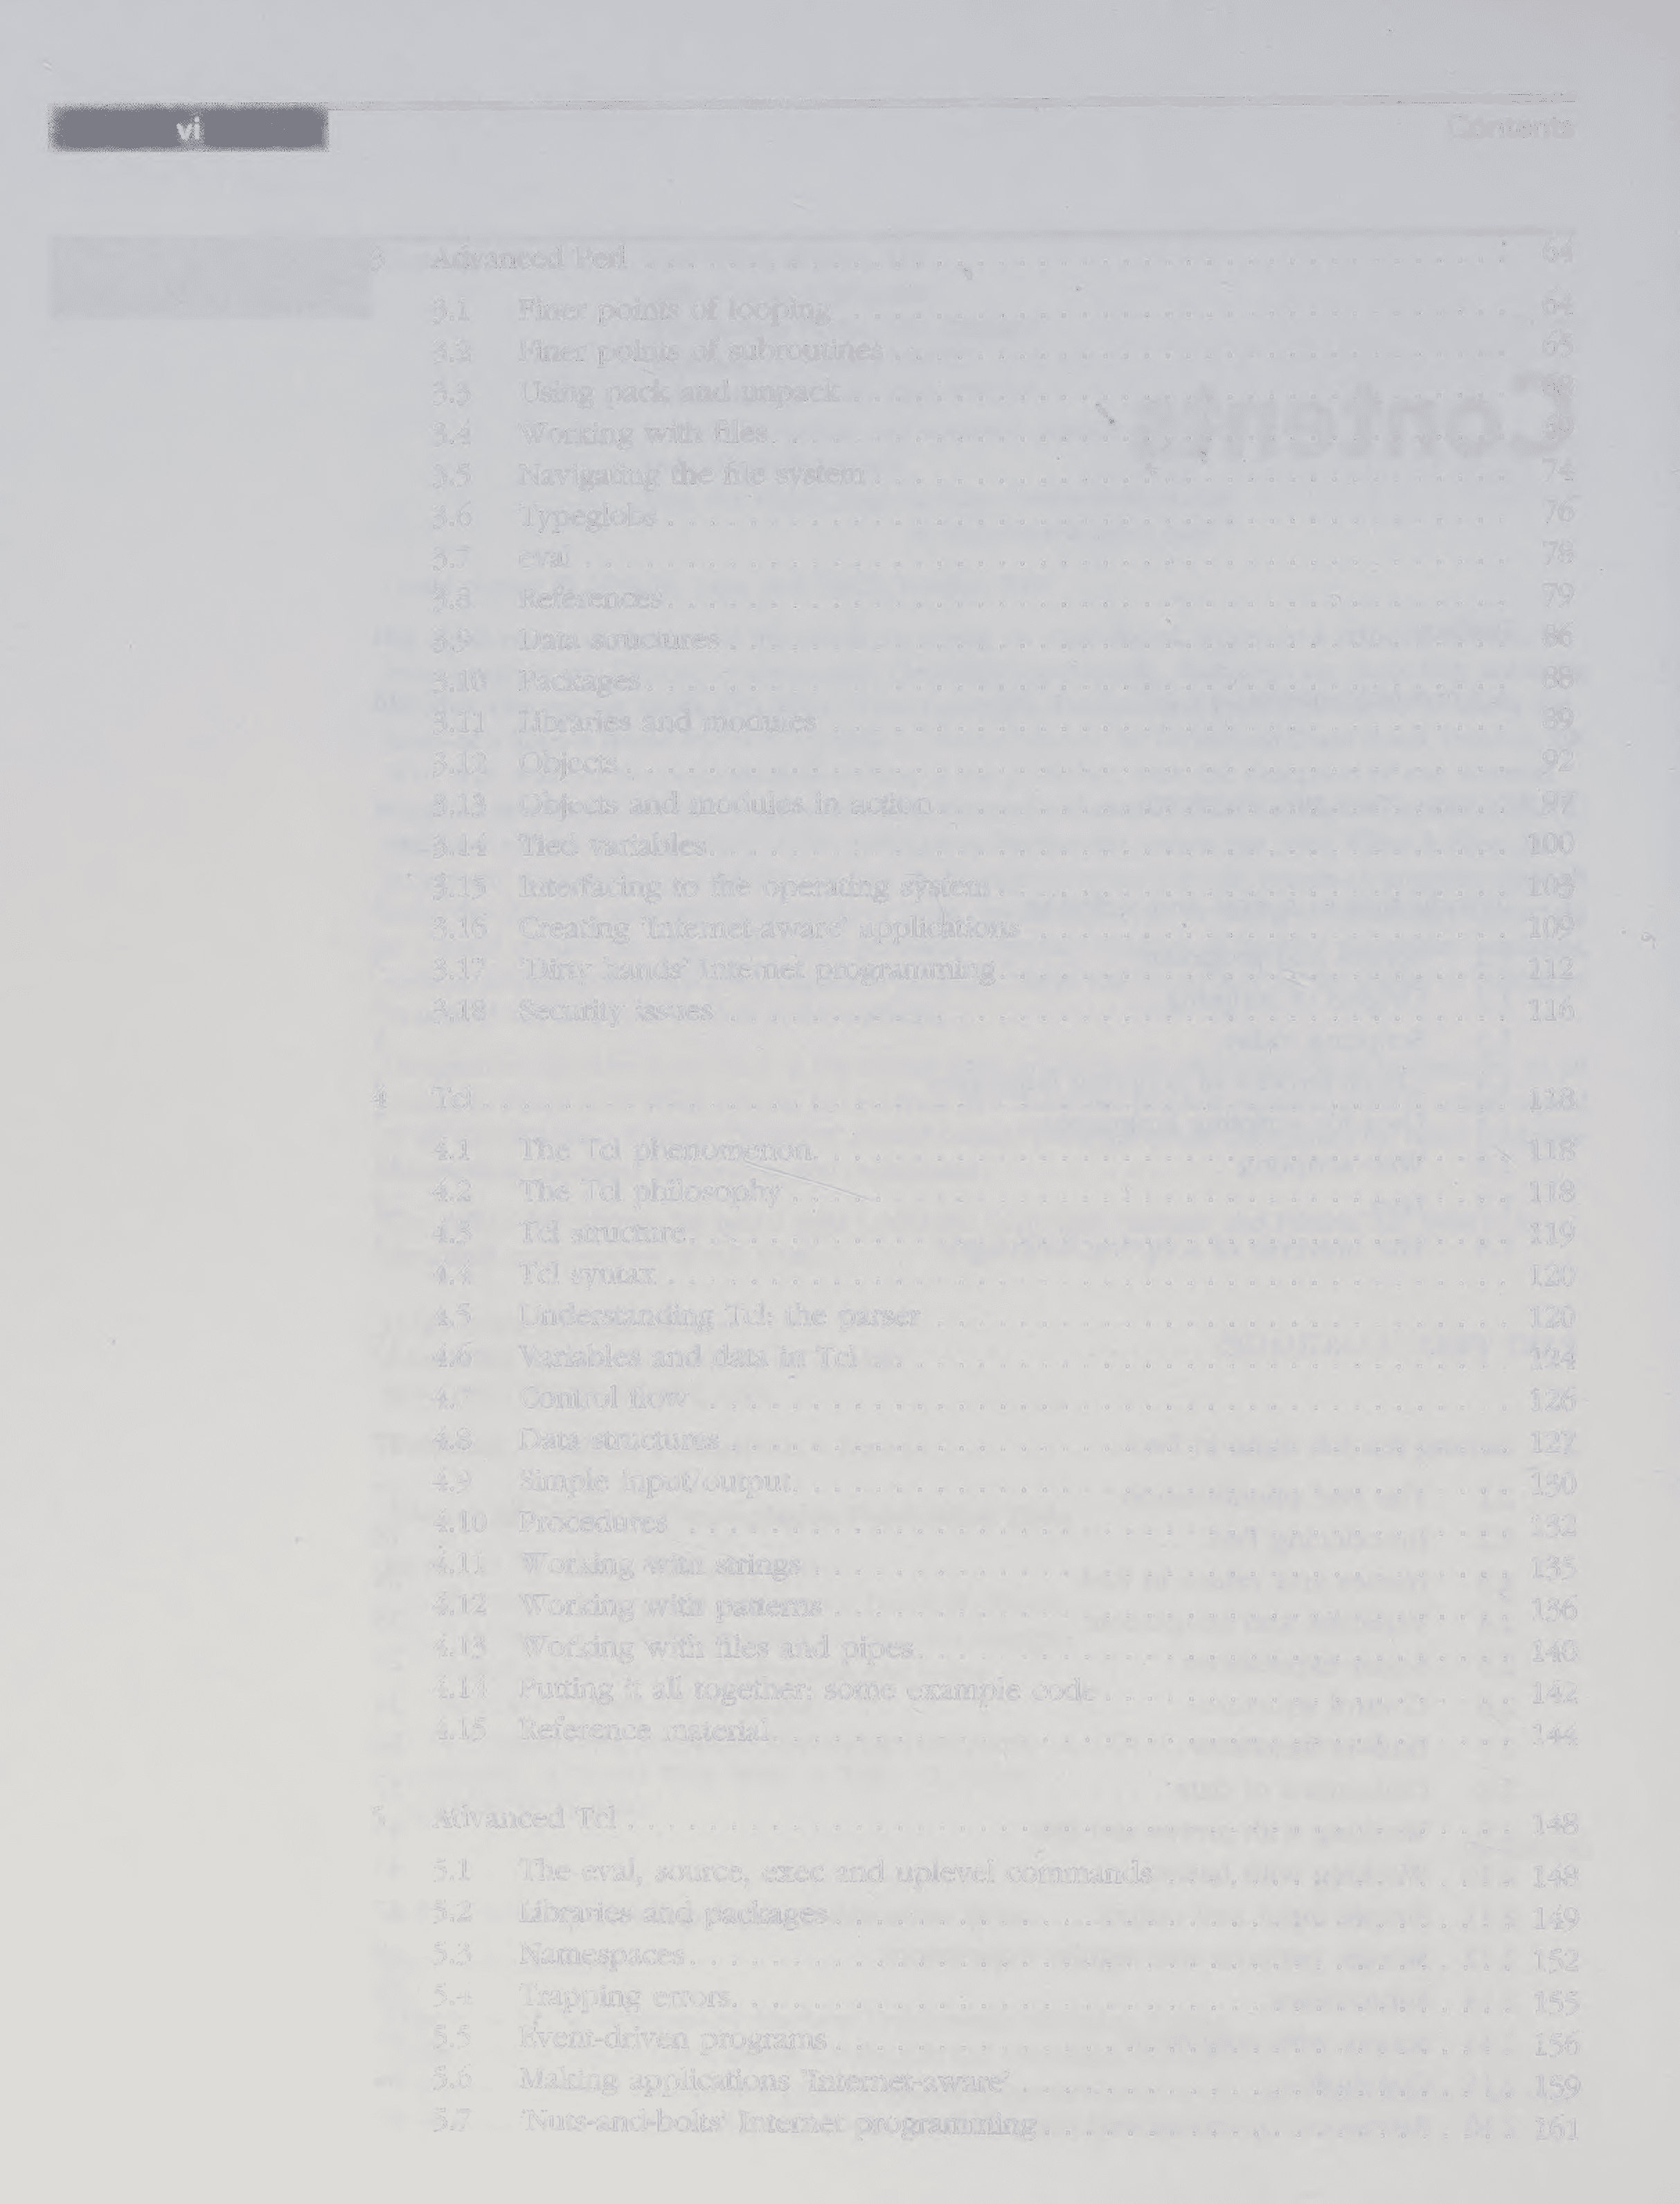 vi
Contents
3 Advanced Perl . . . . . . . . . . 64
3.1 Finer points of looping . . . . . . . . . . 64
3.2 Finer points of subroutines . . . . . . . . . . 65
3.3 Using pack and unpack . . . . . . . . . .
3.4 Working with files . . . . . . . . . .
3.5 Navigating the file system . . . . . . . . . . 74
3.6 Typeglobs . . . . . . . . . . 76
3.7 eval . . . . . . . . . . 78
3.8 References . . . . . . . . . . 79
3.9 Data structures . . . . . . . . . . 86
3.10 Packages . . . . . . . . . . 88
3.11 Libraries and modules . . . . . . . . . . 89
3.12 Objects . . . . . . . . . . 92
3.13 Objects and modules in action . . . . . . . . . . 97
3.14 Tied variables . . . . . . . . . . 100
3.15 Interfacing to the operating system . . . . . . . . . .
3.16 Creating 'Internet-aware' applications . . . . . . . . . . 109
3.17 'Dirty hands' Internet programming . . . . . . . . . . 112
3.18 Security issues . . . . . . . . . . 116
4 Tcl . . . . . . . . . . 118
4.1 The Tcl phenomenon . . . . . . . . . . 118
4.2 The Tcl philosophy . . . . . . . . . . 118
4.3 Tcl structure . . . . . . . . . . 119
4.4 Tcl syntax . . . . . . . . . . 120
4.5 Understanding Tcl: the parser . . . . . . . . . . 120
4.6 Variables and data in Tcl . . . . . . . . . . 124
4.7 Control flow . . . . . . . . . . 126
4.8 Data structures . . . . . . . . . . 127
4.9 Simple input/output . . . . . . . . . . 130
4.10 Procedures . . . . . . . . . . 132
4.11 Working with strings . . . . . . . . . . 135
4.12 Working with patterns . . . . . . . . . . 136
4.13 Working with files and pipes . . . . . . . . . . 140
4.14 Putting it all together: some example code . . . . . . . . . . 142
4.15 Reference material . . . . . . . . . . 144
5 Advanced Tcl . . . . . . . . . . 148
5.1 The eval, source, exec and uplevel commands . . . . . . . . . . 148
5.2 Libraries and packages . . . . . . . . . . 149
5.3 Namespaces . . . . . . . . . . 152
5.4 Trapping errors . . . . . . . . . . 155
5.5 Event-driven programs . . . . . . . . . . 156
5.6 Making applications 'Internet-aware' . . . . . . . . . . 159
5.7 'Nuts-and-bolts' Internet programming . . . . . . . . . . 161